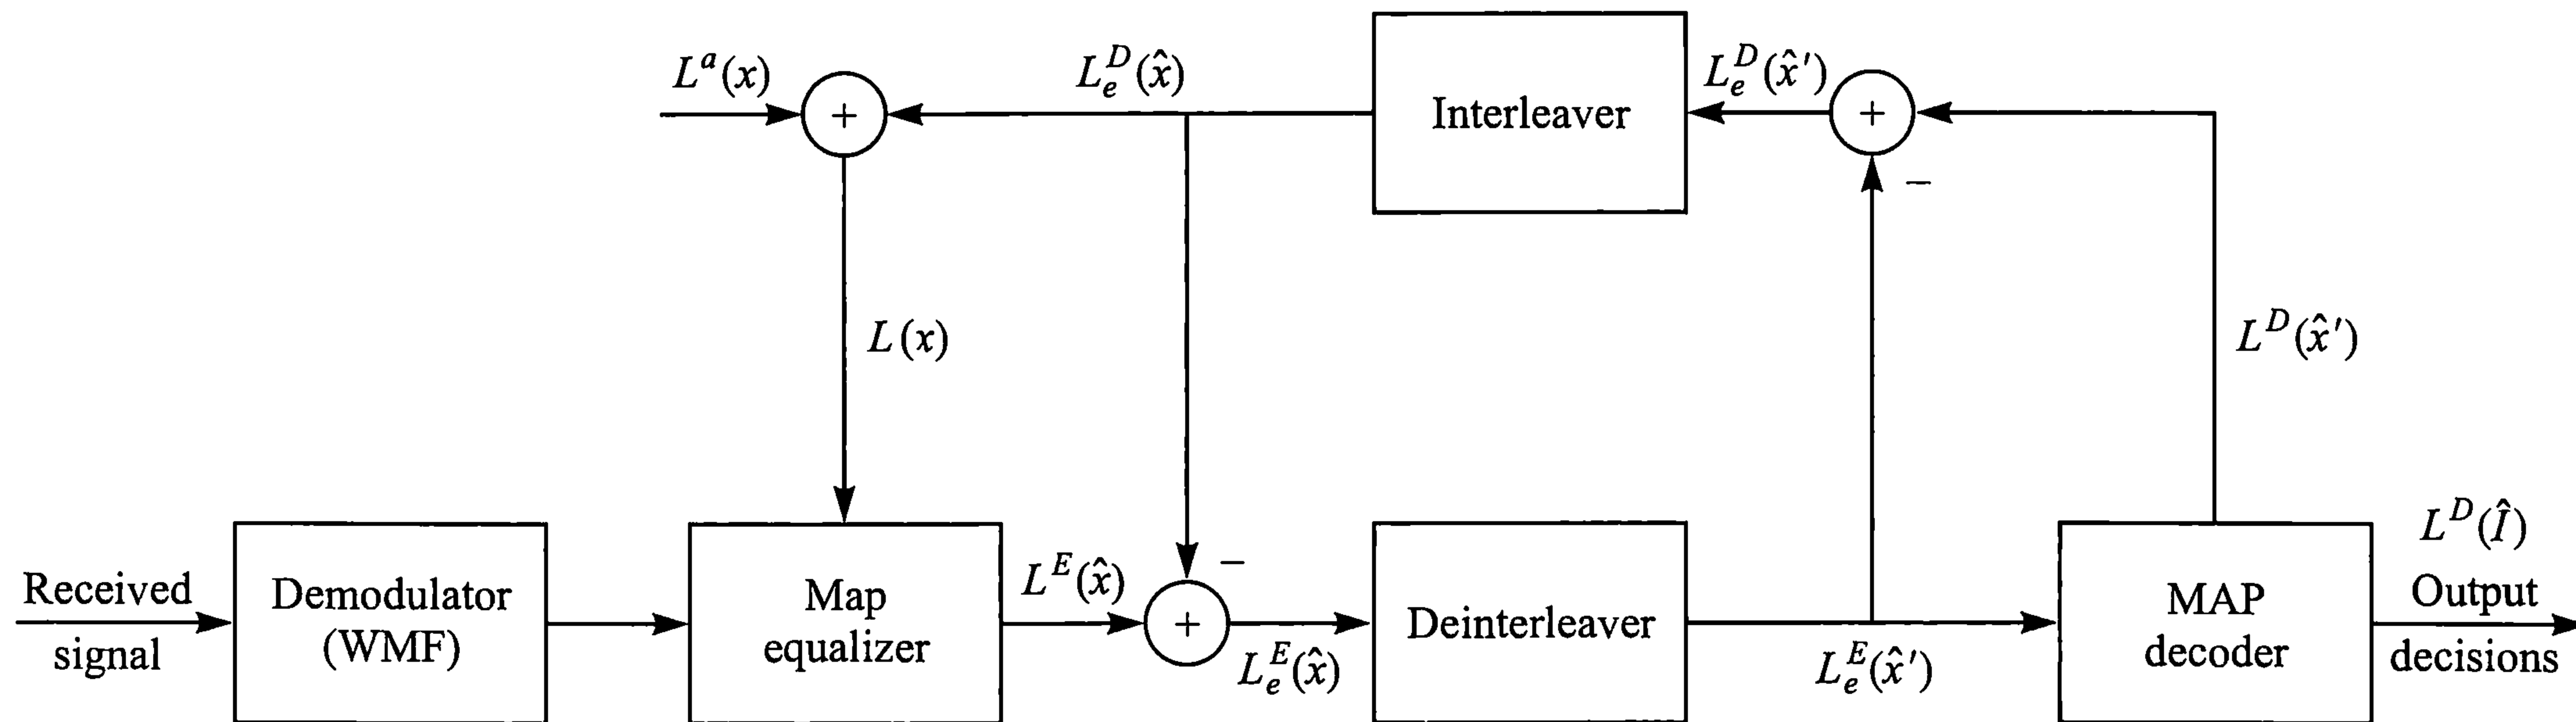 L^a(x)
+
L_e^D(x̂)
Interleaver
L_e^D(x̂′)
+
−
L(x)
L^D(x̂′)
Received
signal
Demodulator
(WMF)
Map
equalizer
L^E(x̂)
−
+
L_e^E(x̂)
Deinterleaver
L_e^E(x̂′)
MAP
decoder
L^D(Î)
Output
decisions